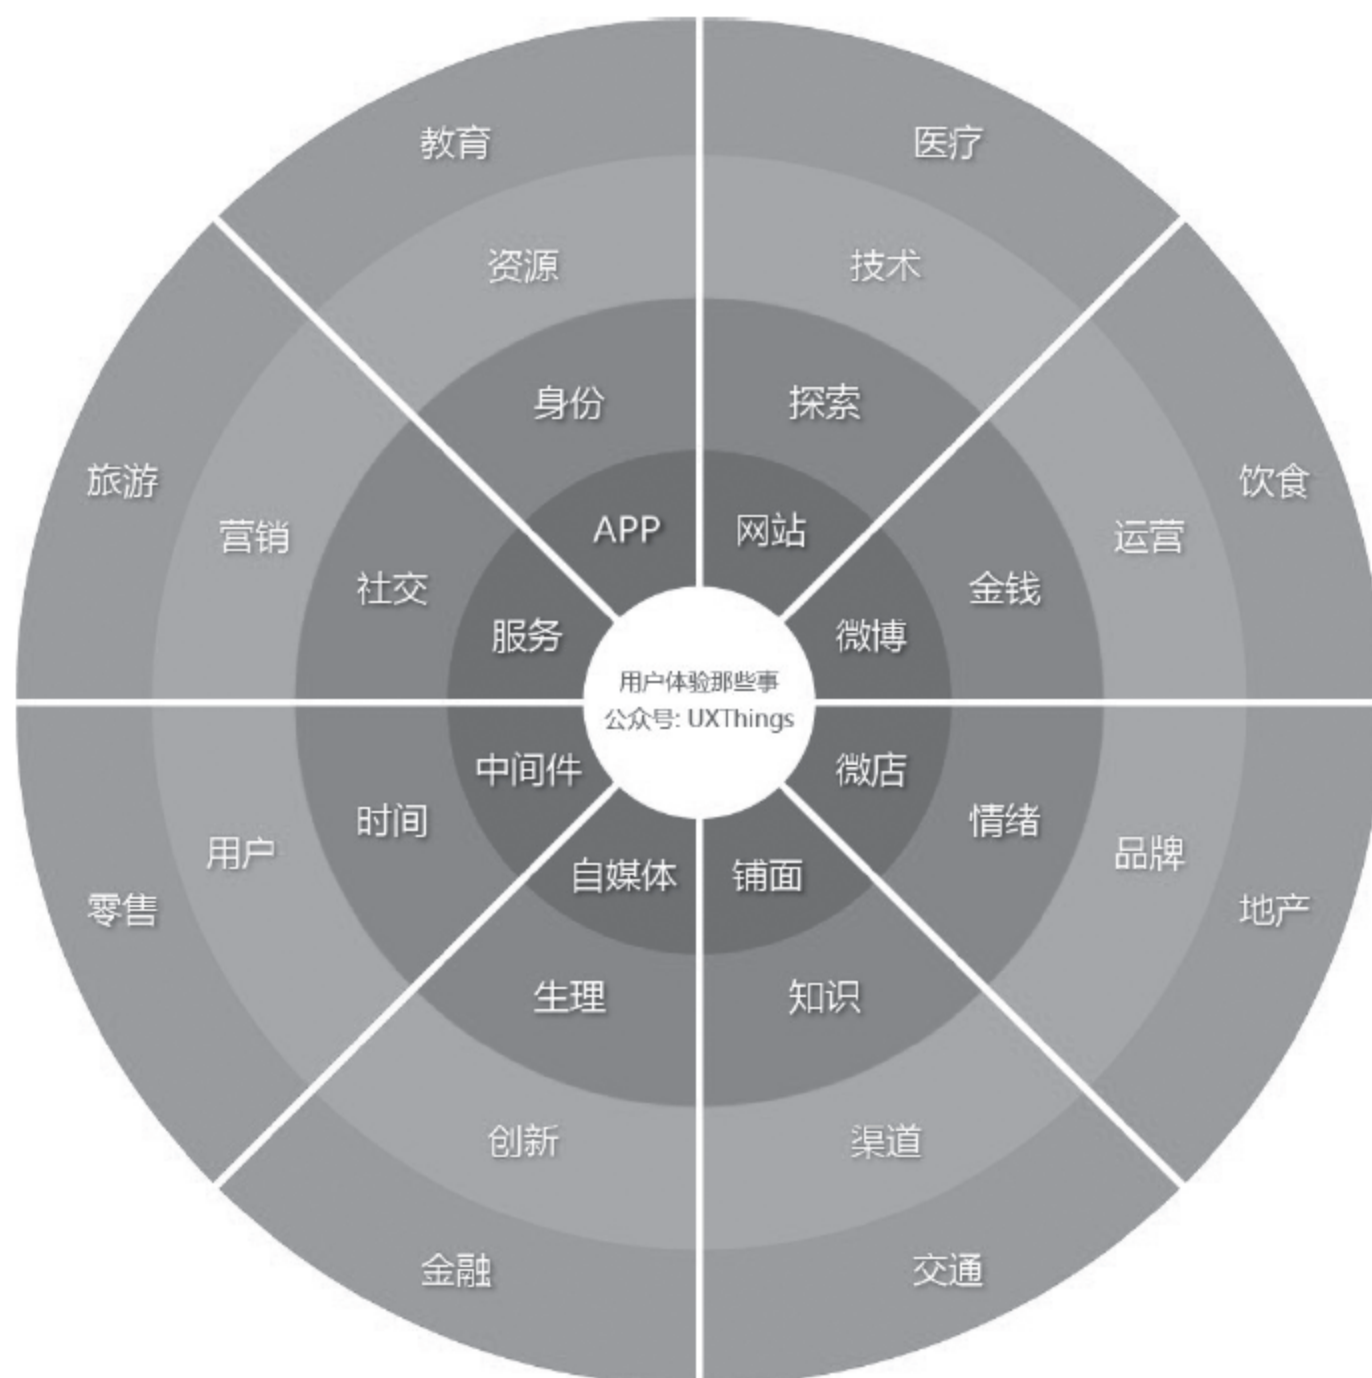 教育
医疗
资源
技术
身份
探索
旅游
饮食
营销
运营
APP
网站
社交
金钱
服务
微博
用户体验那些事
公众号: UXThings
中间件
微店
时间
情绪
用户
品牌
自媒体
铺面
零售
地产
生理
知识
创新
渠道
金融
交通